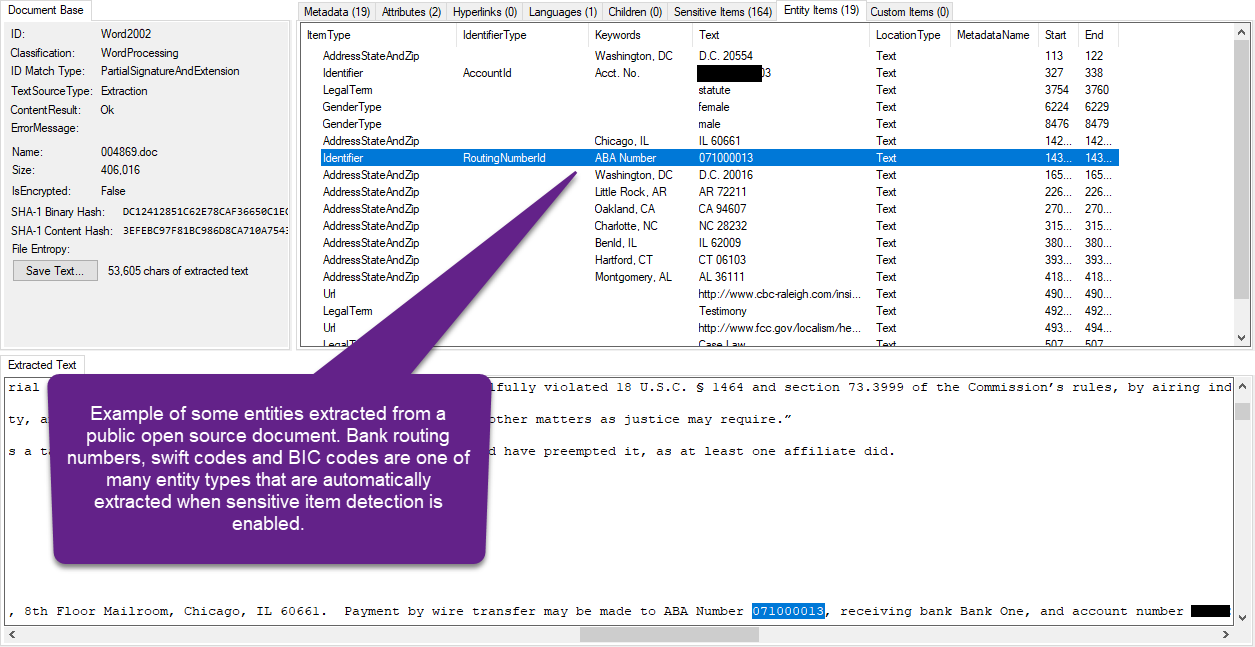 Document Base
ID: Word2002
Classification: WordProcessing
ID Match Type: PartialSignatureAndExtension
TextSourceType: Extraction
ContentResult: Ok
ErrorMessage:
Name: 004869.doc
Size: 406,016
IsEncrypted: False
SHA-1 Binary Hash: DC12412851C62E78CAF36650C1EC
SHA-1 Content Hash: 3EFEBC97F81BC986D8CA710A7543
File Entropy:
Save Text... 53,605 chars of extracted text
Metadata (19) Attributes (2) Hyperlinks (0) Languages (1) Children (0) Sensitive Items (164) Entity Items (19) Custom Items (0)
ItemType IdentifierType Keywords Text LocationType MetadataName Start End
AddressStateAndZip Washington, DC D.C. 20554 Text 113 122
Identifier AccountId Acct. No. 03 Text 327 338
LegalTerm statute Text 3754 3760
GenderType female Text 6224 6229
GenderType male Text 8476 8479
AddressStateAndZip Chicago, IL IL 60661 Text 142... 142...
Identifier RoutingNumberId ABA Number 071000013 Text 143... 143...
AddressStateAndZip Washington, DC D.C. 20016 Text 165... 165...
AddressStateAndZip Little Rock, AR AR 72211 Text 226... 226...
AddressStateAndZip Oakland, CA CA 94607 Text 270... 270...
AddressStateAndZip Charlotte, NC NC 28232 Text 315... 315...
AddressStateAndZip Benld, IL IL 62009 Text 380... 380...
AddressStateAndZip Hartford, CT CT 06103 Text 393... 393...
AddressStateAndZip Montgomery, AL AL 36111 Text 418... 418...
Url http://www.cbc-raleigh.com/insi... Text 490... 490...
LegalTerm Testimony Text 492... 492...
Url http://www.fcc.gov/localism/he... Text 493... 494...
LegalTerm Case Law Text 507 507
Extracted Text
rial lfully violated 18 U.S.C. § 1464 and section 73.3999 of the Commission's rules, by airing ind
ty, a other matters as justice may require.”
s a ta d have preempted it, as at least one affiliate did.
, 8th Floor Mailroom, Chicago, IL 60661. Payment by wire transfer may be made to ABA Number 071000013, receiving bank Bank One, and account number
Example of some entities extracted from a
public open source document. Bank routing
numbers, swift codes and BIC codes are one of
many entity types that are automatically
extracted when sensitive item detection is
enabled.